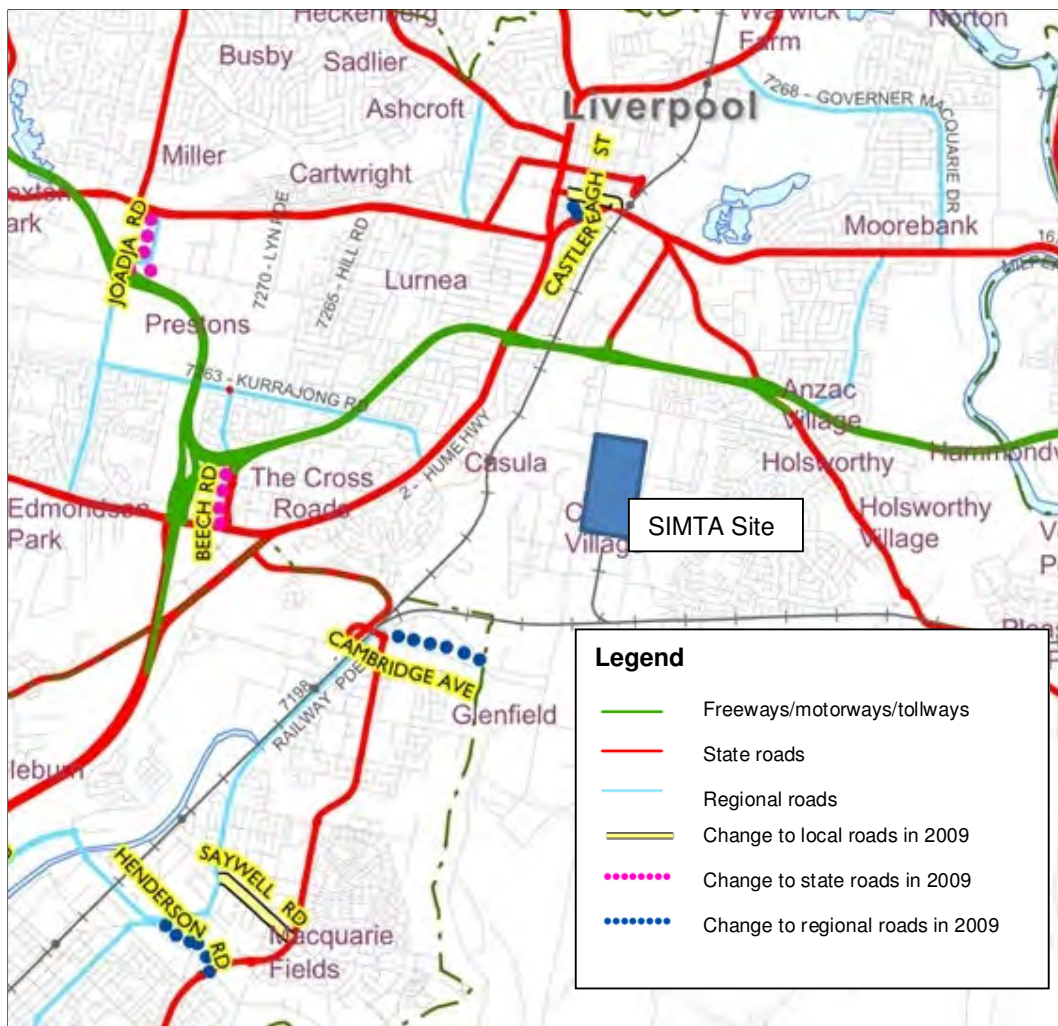 Heckenberg
Warwick
Farm
Norton
Busby
Sadlier
Ashcroft
Liverpool
7268 - GOVERNER MACQUARIE DR
Miller
Cartwright
CASTLEREAGH ST
Moorebank
ark
JOADJA RD
7270 - LYN PDE
7265 - HILL RD
Lurnea
Prestons
7263 - KURRAJONG RD
2 - HUME HWY
Anzac
Village
Hammondv
The Cross
Roads
Casula
Holsworthy
Edmondson
Park
BEECH RD
Village
SIMTA Site
Holsworthy
Village
CAMBRIDGE AVE
7198
RAILWAY PDE
Glenfield
leburn
HENDERSON RD
SAYWELL RD
Macquarie
Fields
Legend
Freeways/motorways/tollways
State roads
Regional roads
Change to local roads in 2009
Change to state roads in 2009
Change to regional roads in 2009